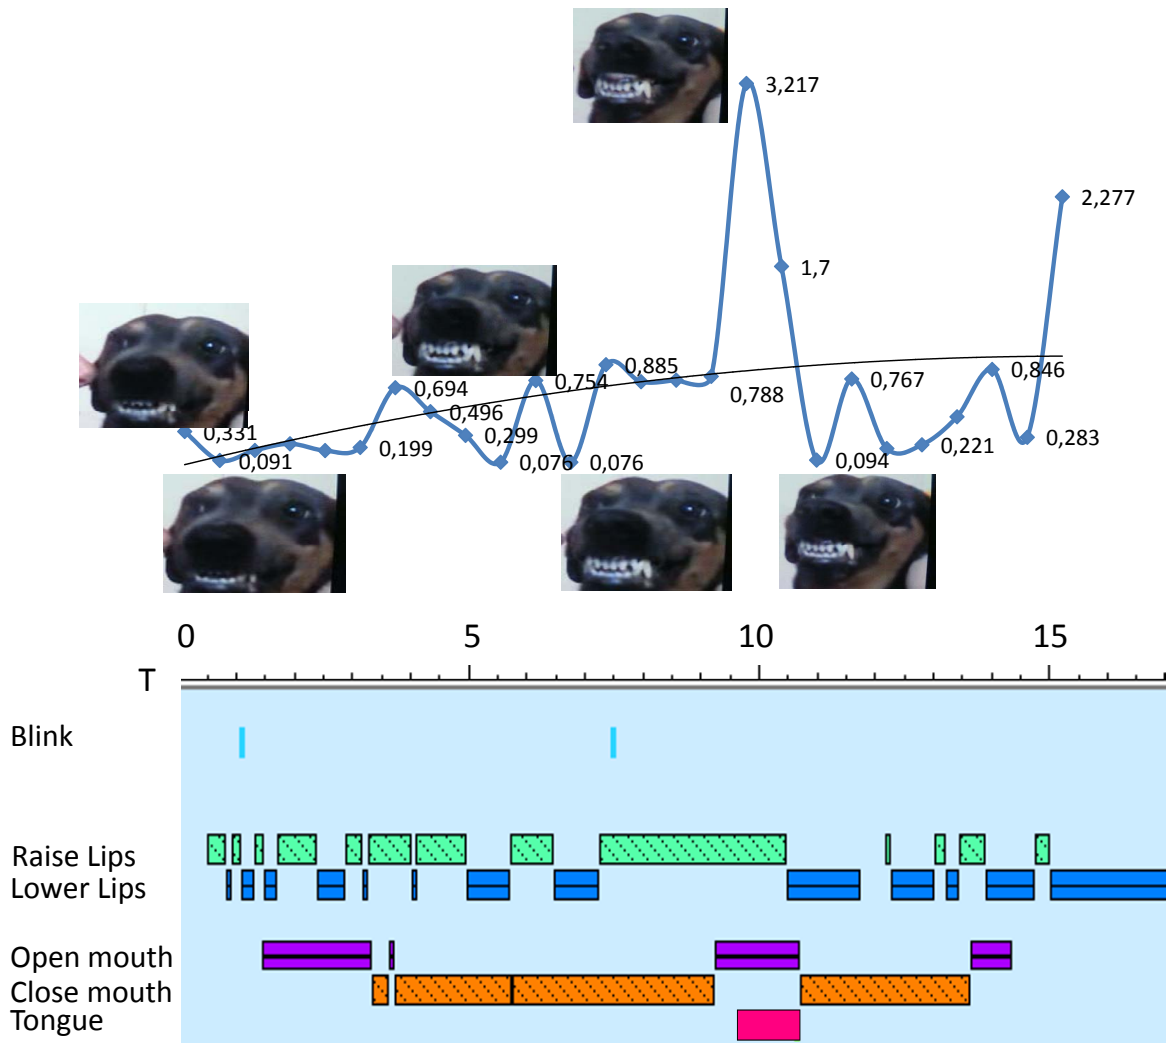 3,217
2,277
1,7
0,885
0,694
0,754
0,846
0,767
0,788
0,496
0,331
0,299
0,283
0,199
0,221
0,091
0,076
0,076
0,094
0 5 10 15
T
Blink
Raise Lips
Lower Lips
Open mouth
Close mouth
Tongue